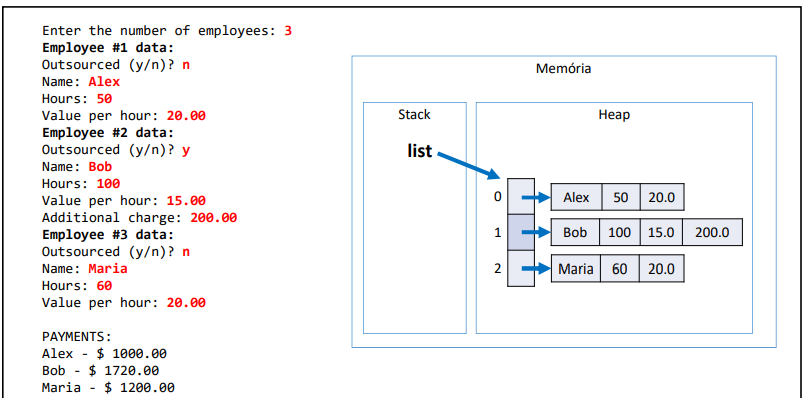 Enter the number of employees: 3
Employee #1 data:
Outsourced (y/n)? n
Name: Alex
Hours: 50
Value per hour: 20.00
Employee #2 data:
Outsourced (y/n)? y
Name: Bob
Hours: 100
Value per hour: 15.00
Additional charge: 200.00
Employee #3 data:
Outsourced (y/n)? n
Name: Maria
Hours: 60
Value per hour: 20.00
PAYMENTS:
Alex - $ 1000.00
Bob - $ 1720.00
Maria - $ 1200.00
Memória
Stack
Heap
list
0 Alex 50 20.0
1 Bob 100 15.0 200.0
2 Maria 60 20.0